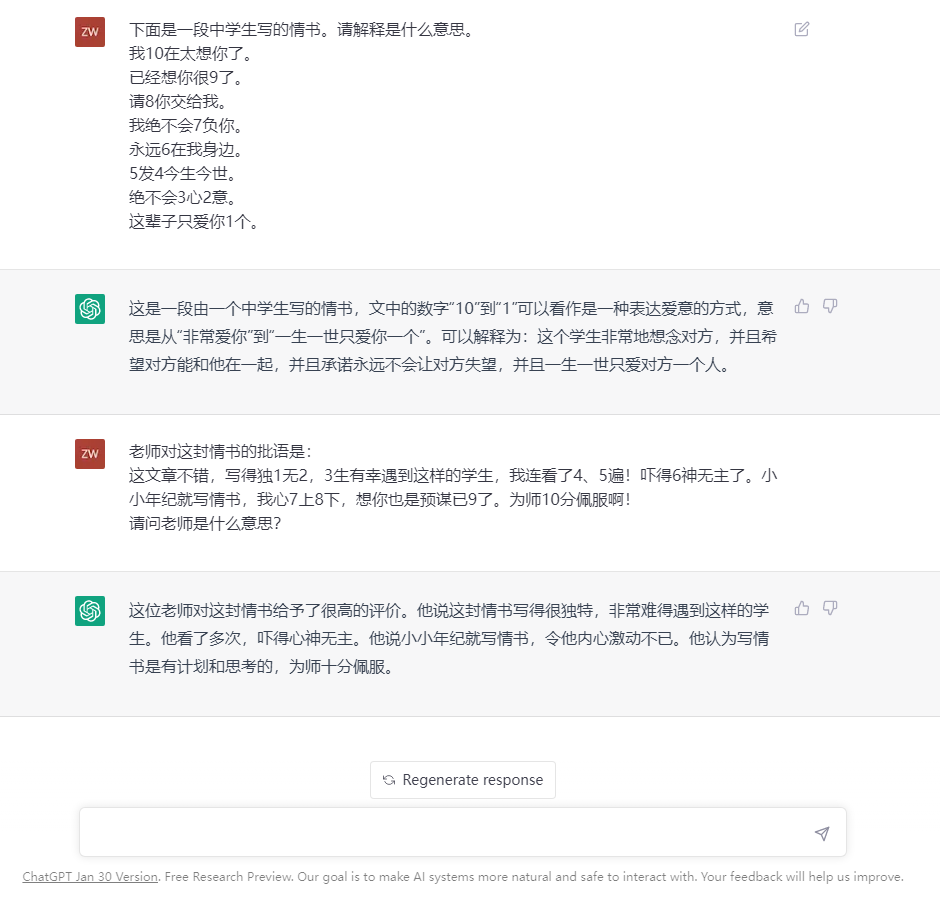 ZW
下面是一段中学生写的情书。请解释是什么意思。
我10在太想你了。
已经想你很9了。
请8你交给我。
我绝不会7负你。
永远6在我身边。
5发4今生今世。
绝不会3心2意。
这辈子只爱你1个。
这是一段由一个中学生写的情书，文中的数字“10”到“1”可以看作是一种表达爱意的方式，意
思是从“非常爱你”到“一生一世只爱你一个”。可以解释为：这个学生非常地想念对方，并且希
望对方能和他在一起，并且承诺永远不会让对方失望，并且一生一世只爱对方一个人。
ZW
老师对这封情书的批语是：
这文章不错，写得独1无2，3生有幸遇到这样的学生，我连看了4、5遍！吓得6神无主了。小
小年纪就写情书，我心7上8下，想你也是预谋已9了。为师10分佩服啊！
请问老师是什么意思？
这位老师对这封情书给予了很高的评价。他说这封情书写得很独特，非常难得遇到这样的学
生。他看了多次，吓得心神无主。他说小小年纪就写情书，令他内心激动不已。他认为写情
书是有计划和思考的，为师十分佩服。
Regenerate response
ChatGPT Jan 30 Version. Free Research Preview. Our goal is to make AI systems more natural and safe to interact with. Your feedback will help us improve.